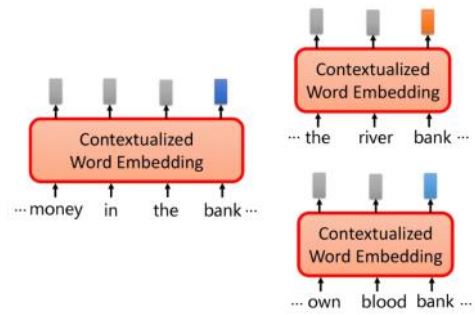 Contextualized
Word Embedding
... money in the bank ...
Contextualized
Word Embedding
... the river bank ...
Contextualized
Word Embedding
... own blood bank ...